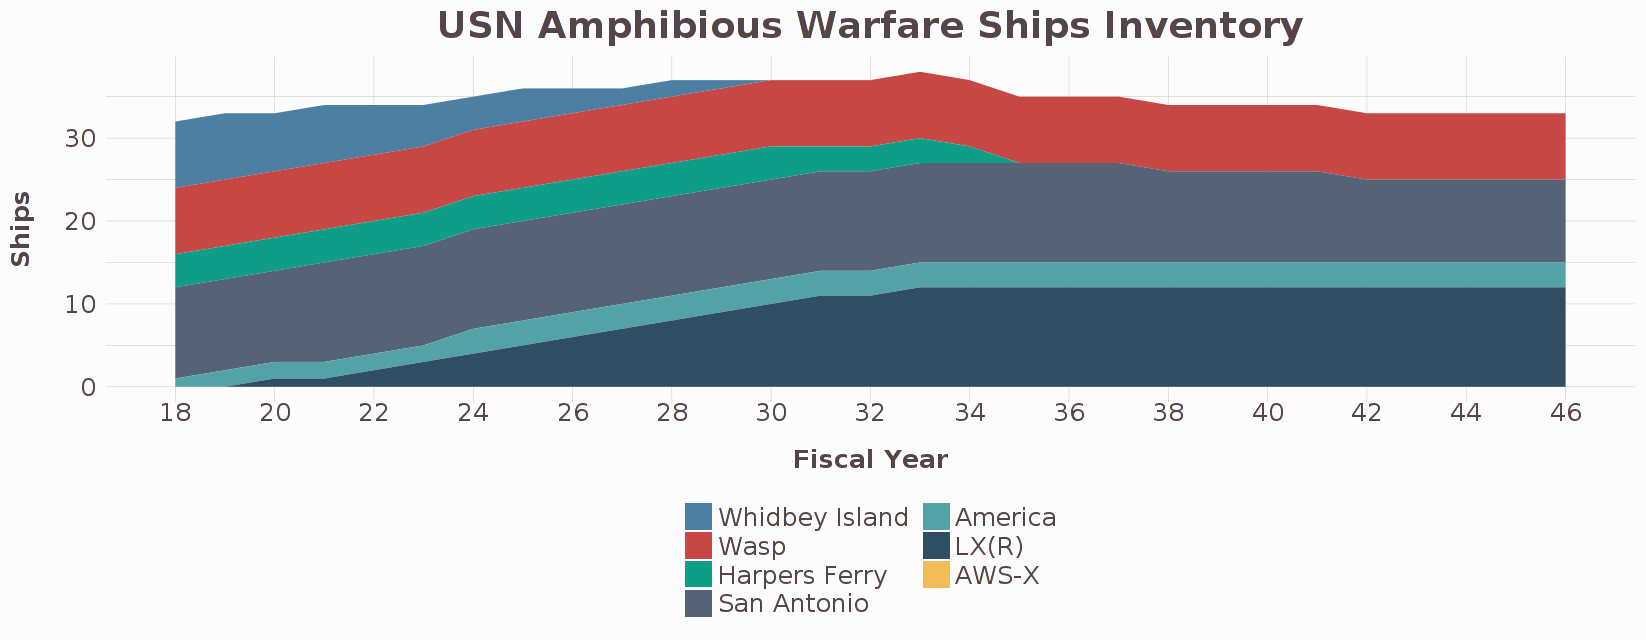 USN Amphibious Warfare Ships Inventory
Ships
30
20
10
0
18 20 22 24 26 28 30 32 34 36 38 40 42 44 46
Fiscal Year
Whidbey Island America
Wasp LX(R)
Harpers Ferry AWS-X
San Antonio